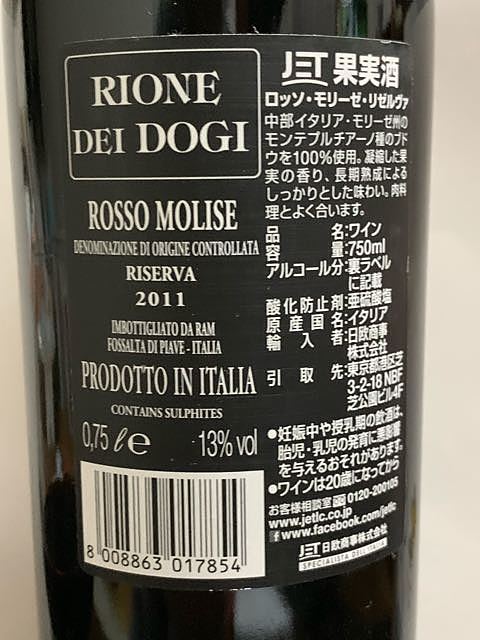 RIONE
DEI DOGI
ROSSO MOLISE
DENOMINAZIONE DI ORIGINE CONTROLLATA
RISERVA
2011
IMBOTTIGLIATO DA RAM
FOSSALTA DI PIAVE - ITALIA
PRODOTTO IN ITALIA
CONTAINS SULPHITES
0,75 ℓ e 13% vol
8 008863 017854
JET 果実酒
ロッソ・モリーゼ・リゼルヴァ
中部イタリア・モリーゼ州の
モンテプルチアーノ種のブド
ウを100%使用。凝縮した果
実の香り、長期熟成による
しっかりとした味わい。肉料
理とよく合います。
品名:ワイン
容量:750ml
アルコール分:裏ラベル
に記載
酸化防止剤:亜硫酸塩
原産国名:イタリア
輸入者:日欧商事
株式会社
引取先:東京都港区芝
3-2-18 NBF
芝公園ビル4F
●妊娠中や授乳期の飲酒は、
胎児・乳児の発育に悪影響
を与えるおそれがあります。
●ワインは20歳になってから
お客様相談室 0120-200105
www.jetlc.co.jp
f www.facebook.com/jetlc
JET 日欧商事株式会社
SPECIALISTA DELL'ITALIA